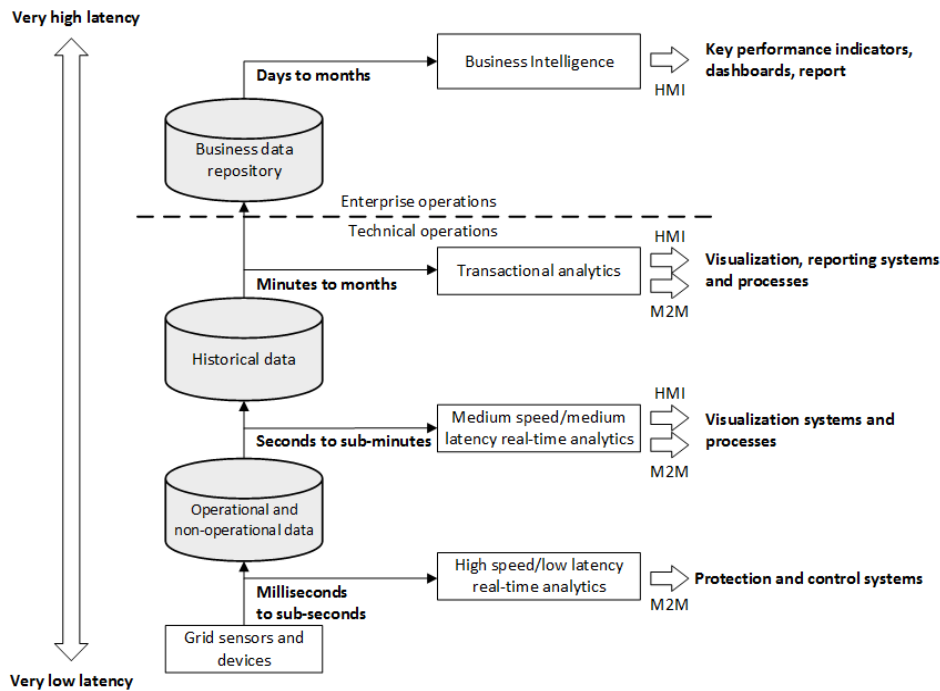 Very high latency
Days to months
Business Intelligence
Key performance indicators,
dashboards, report
HMI
Business data
repository
Enterprise operations
Technical operations
HMI
Minutes to months
Transactional analytics
Visualization, reporting systems
and processes
M2M
Historical data
HMI
Seconds to sub-minutes
Medium speed/medium
latency real-time analytics
Visualization systems and
processes
M2M
Operational and
non-operational data
Milliseconds
to sub-seconds
High speed/low latency
real-time analytics
Protection and control systems
M2M
Grid sensors and
devices
Very low latency